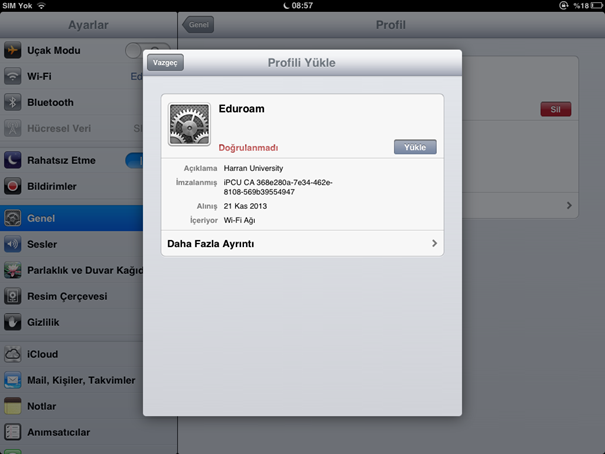 SIM Yok 08:57 %18
Ayarlar
Genel
Profil
Uçak Modu
Wi-Fi
Bluetooth
Hücresel Veri
Rahatsız Etme
Bildirimler
Genel
Sesler
Parlaklık ve Duvar Kağıd
Resim Çerçevesi
Gizlilik
iCloud
Mail, Kişiler, Takvimler
Notlar
Anımsatıcılar
Vazgeç
Profili Yükle
Eduroam
Doğrulanmadı
Yükle
Açıklama Harran University
İmzalanmış iPCU CA 368e280a-7e34-462e-
8108-569b39554947
Alınış 21 Kas 2013
İçeriyor Wi-Fi Ağı
Daha Fazla Ayrıntı
Sil